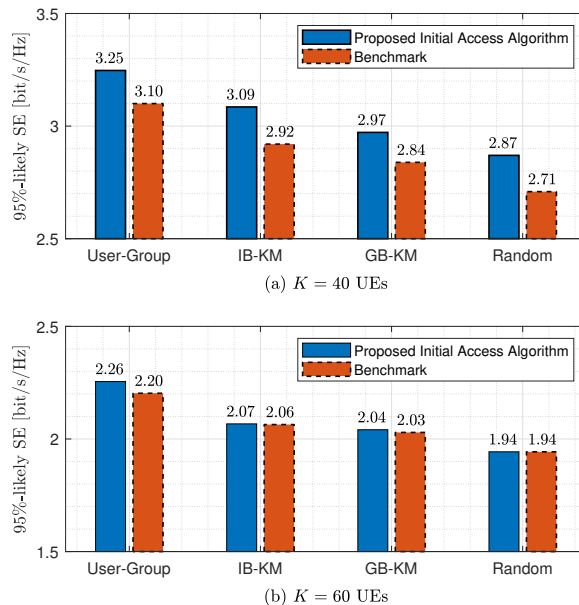 3.5
Proposed Initial Access Algorithm
Benchmark
3.25
3.10
3.09
2.92
3
2.97
2.84
2.87
2.71
2.5
95%-likely SE [bit/s/Hz]
User-Group
IB-KM
GB-KM
Random
(a) K = 40 UEs
2.5
Proposed Initial Access Algorithm
Benchmark
2.26
2.20
2.07
2.06
2.04
2.03
1.94
1.94
2
1.5
95%-likely SE [bit/s/Hz]
User-Group
IB-KM
GB-KM
Random
(b) K = 60 UEs